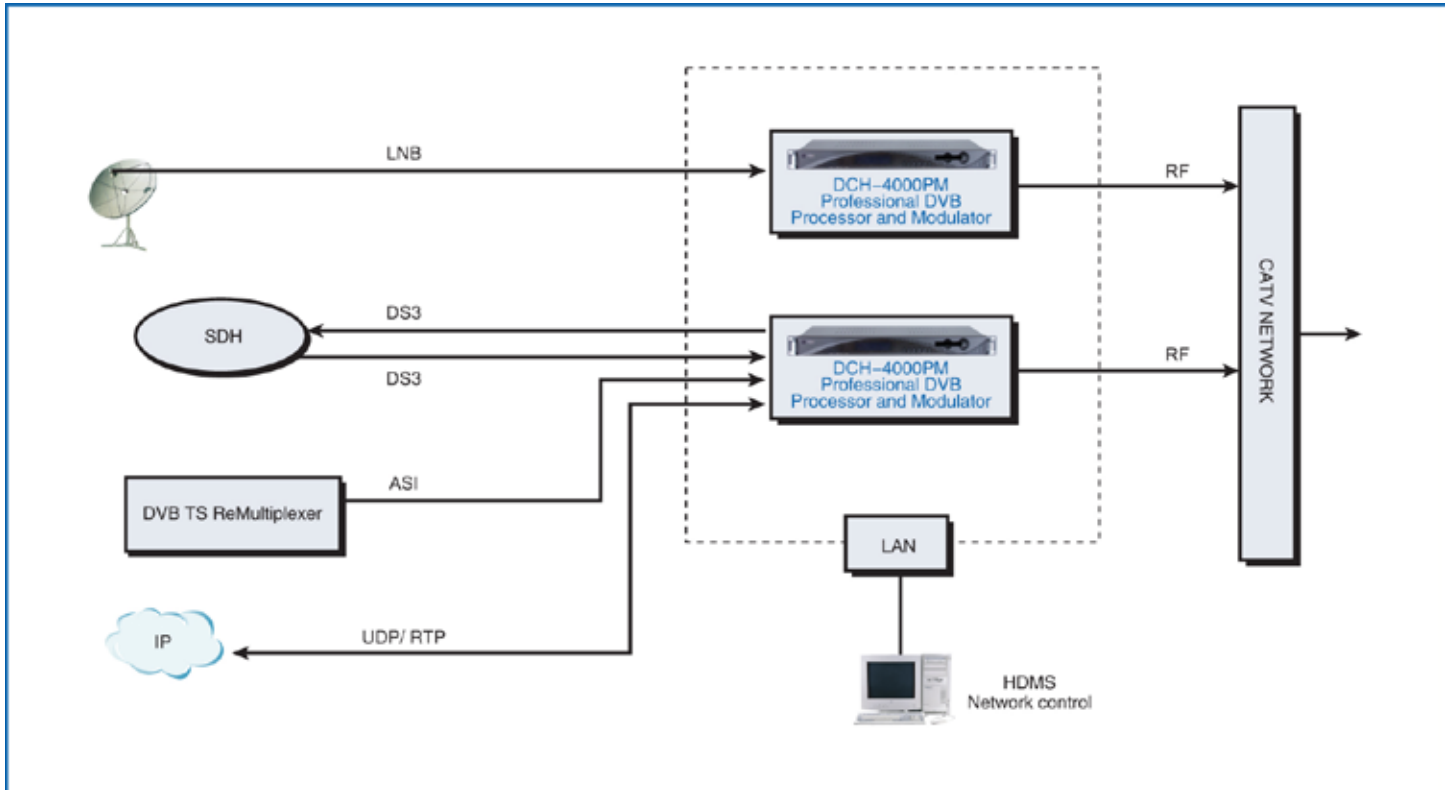 LNB
DCH-4000PM
Professional DVB
Processor and Modulator
RF
DS3
SDH
DS3
DCH-4000PM
Professional DVB
Processor and Modulator
RF
CATV NETWORK
ASI
DVB TS ReMultiplexer
LAN
IP
UDP/ RTP
HDMS
Network control